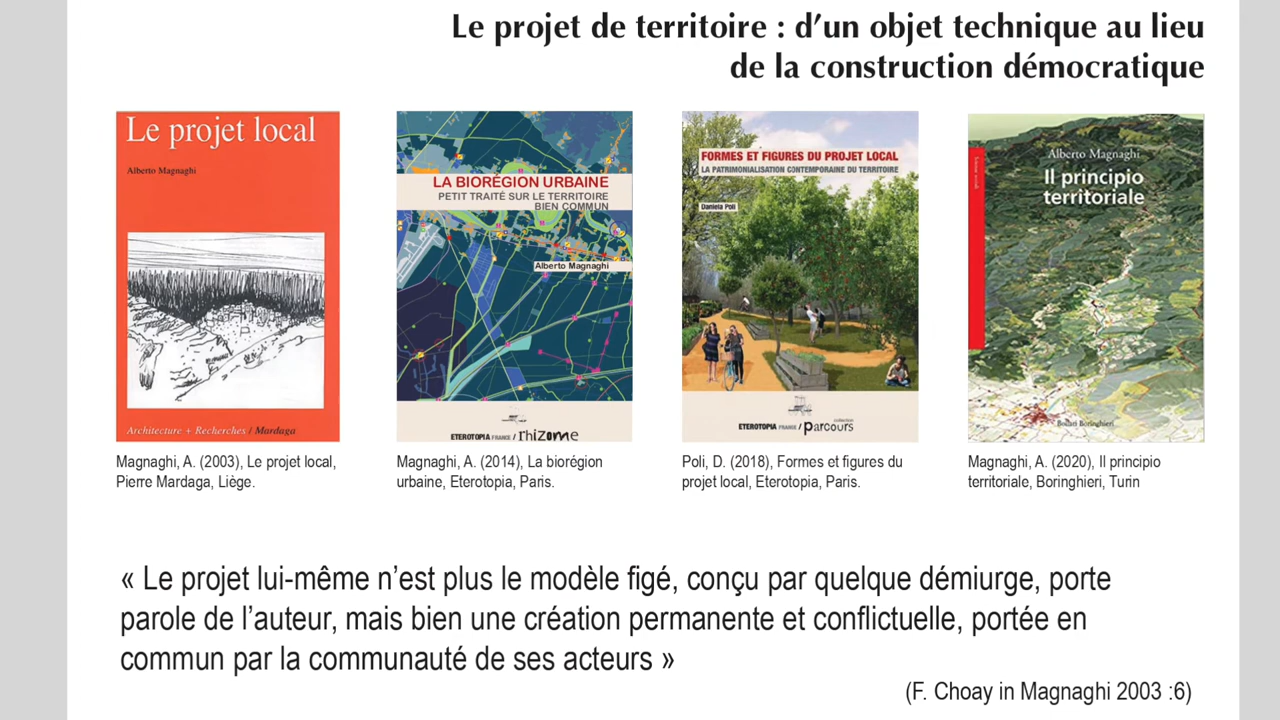 Le projet de territoire : d’un objet technique au lieu
de la construction démocratique
Le projet local
Alberto Magnaghi
Architecture + Recherches / Mardaga
LA BIORÉGION URBAINE
PETIT TRAITÉ SUR LE TERRITOIRE
BIEN COMMUN
Alberto Magnaghi
ETEROTOPIA FRANCE / rhizome
FORMES ET FIGURES DU PROJET LOCAL
LA PATRIMONIALISATION CONTEMPORAINE DU TERRITOIRE
Daniela Poli
collection
ETEROTOPIA FRANCE / parcours
Alberto Magnaghi
Il principio
territoriale
Bollati Boringhieri
Magnaghi, A. (2003), Le projet local,
Pierre Mardaga, Liège.
Magnaghi, A. (2014), La biorégion
urbaine, Eterotopia, Paris.
Poli, D. (2018), Formes et figures du
projet local, Eterotopia, Paris.
Magnaghi, A. (2020), Il principio
territoriale, Boringhieri, Turin
« Le projet lui-même n’est plus le modèle figé, conçu par quelque démiurge, porte
parole de l’auteur, mais bien une création permanente et conflictuelle, portée en
commun par la communauté de ses acteurs »
(F. Choay in Magnaghi 2003 :6)